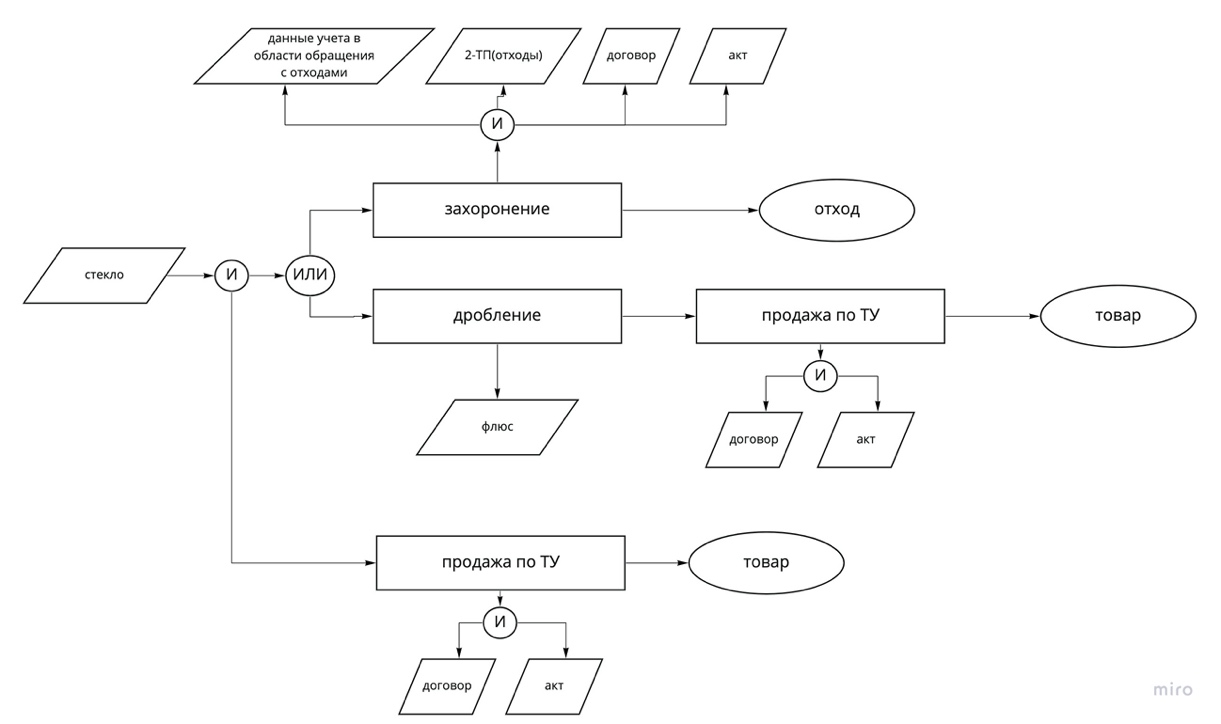 данные учета в
области обращения
с отходами
2-ТП(отходы)
договор
акт
И
захоронение
отход
стекло
И
ИЛИ
дробление
продажа по ТУ
товар
И
флюс
договор
акт
продажа по ТУ
товар
И
договор
акт
miro